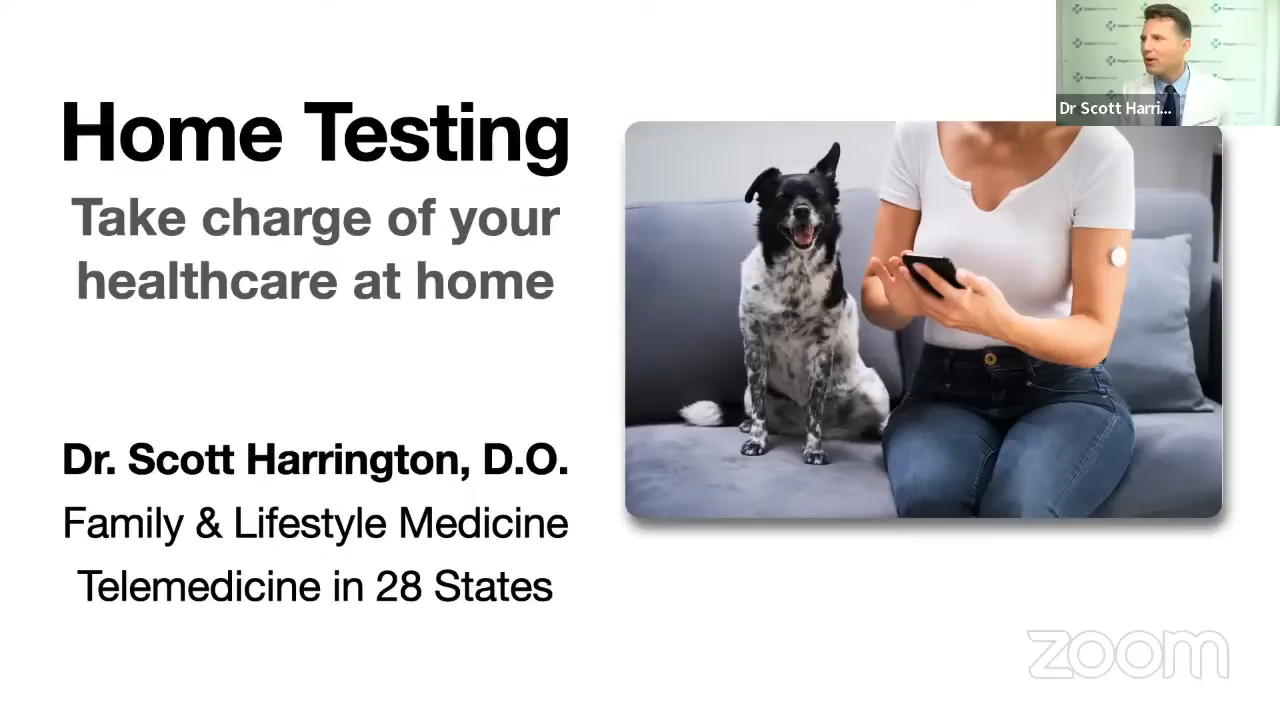 Home Testing
Take charge of your
healthcare at home
Dr. Scott Harrington, D.O.
Family & Lifestyle Medicine
Telemedicine in 28 States
Dr Scott Harri...
zoom